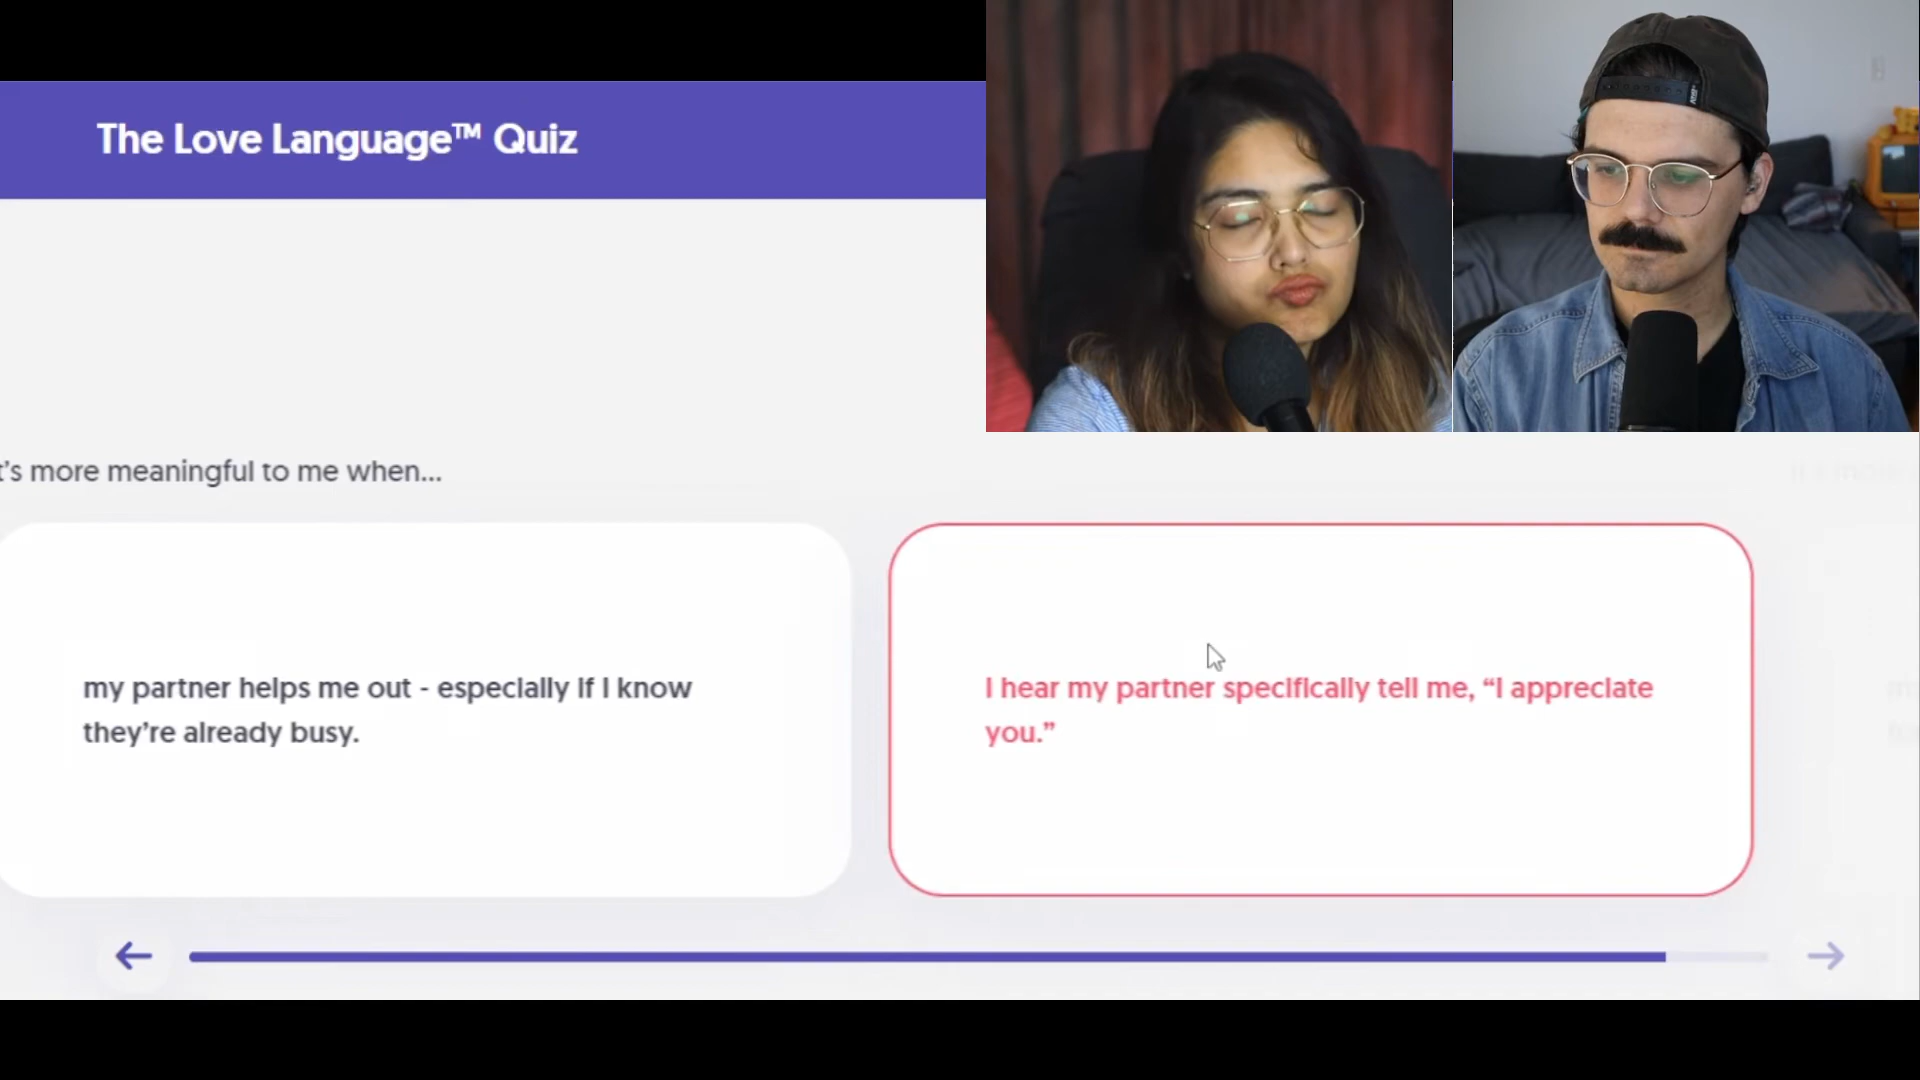 The Love Language™ Quiz
t's more meaningful to me when...
my partner helps me out - especially if I know
they're already busy.
I hear my partner specifically tell me, “I appreciate
you.”